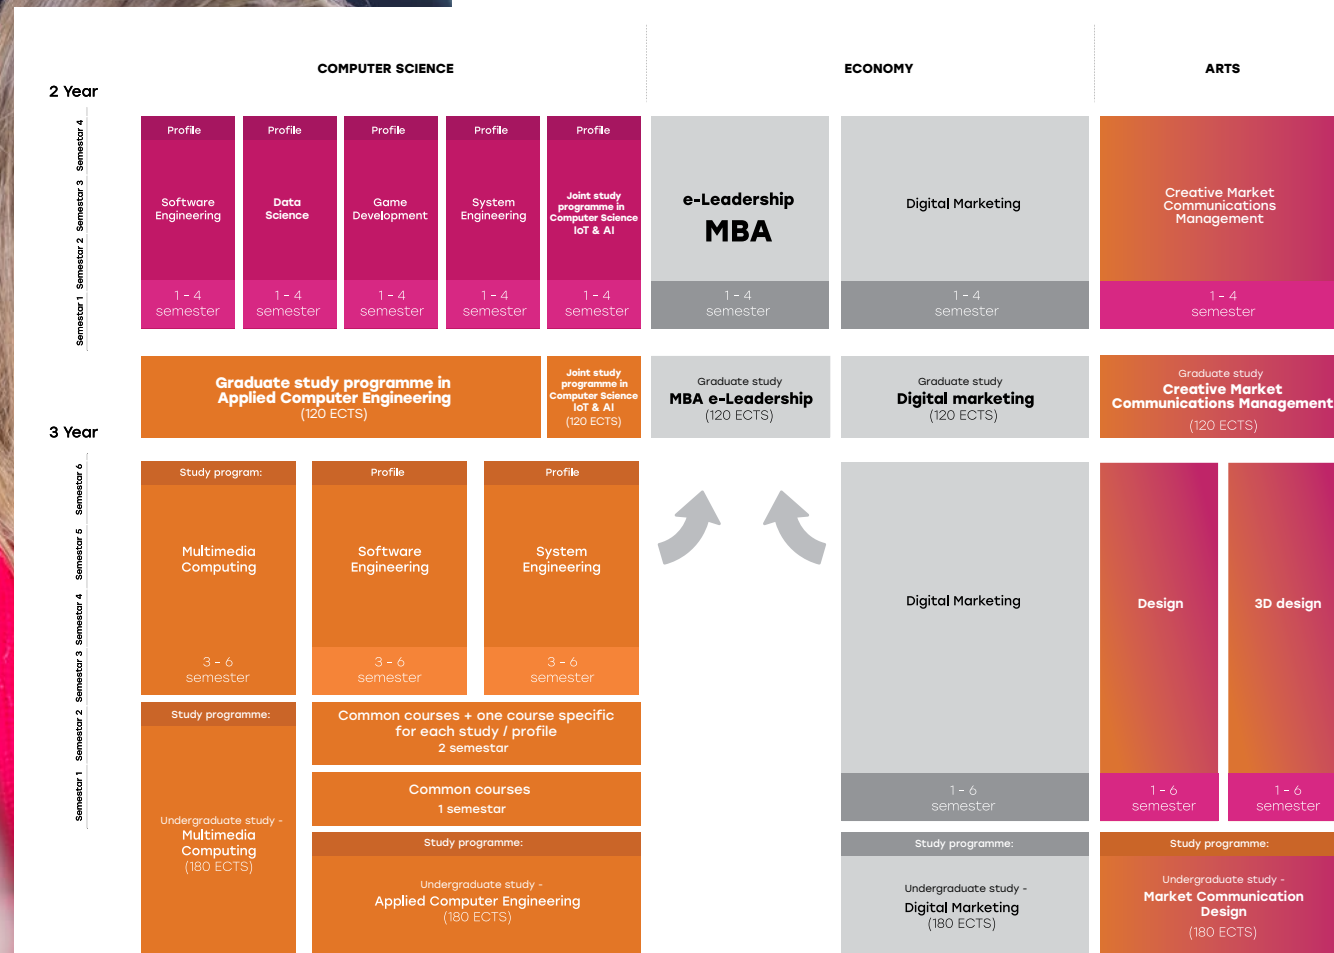 COMPUTER SCIENCE
ECONOMY
ARTS
2 Year
Semestar 4
Semestar 3
Semestar 2
Semestar 1
Profile
Software
Engineering
1 – 4
semester
Profile
Data
Science
1 – 4
semester
Profile
Game
Development
1 – 4
semester
Profile
System
Engineering
1 – 4
semester
Profile
Joint study
programme in
Computer Science
IoT & AI
1 – 4
semester
e-Leadership
MBA
1 – 4
semester
Digital Marketing
1 – 4
semester
Creative Market
Communications
Management
1 – 4
semester
Graduate study programme in
Applied Computer Engineering
(120 ECTS)
Joint study
programme in
Computer Science
IoT & AI
(120 ECTS)
Graduate study
MBA e-Leadership
(120 ECTS)
Graduate study
Digital marketing
(120 ECTS)
Graduate study
Creative Market
Communications Management
(120 ECTS)
3 Year
Semestar 6
Semestar 5
Semestar 4
Semestar 3
Semestar 2
Semestar 1
Study program:
Multimedia
Computing
3 – 6
semester
Profile
Software
Engineering
3 – 6
semester
Profile
System
Engineering
3 – 6
semester
Digital Marketing
1 – 6
semester
Design
1 – 6
semester
3D design
1 – 6
semester
Study programme:
Undergraduate study -
Multimedia
Computing
(180 ECTS)
Common courses + one course specific
for each study / profile
2 semestar
Common courses
1 semestar
Study programme:
Undergraduate study -
Applied Computer Engineering
(180 ECTS)
Study programme:
Undergraduate study -
Digital Marketing
(180 ECTS)
Study programme:
Undergraduate study -
Market Communication
Design
(180 ECTS)